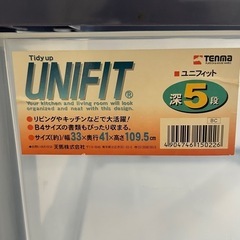 Tidy up
UNIFIT®
TENMA
ユニフィット
深5段
Your kitchen and living room will look
organized and neat with this unit.
●リビングやキッチンなどで大活躍!
●B4サイズの書類もぴったり収まる。
●サイズ(約)/幅33×奥行41×高さ109.5cm
天馬株式会社
BC
49047461150226